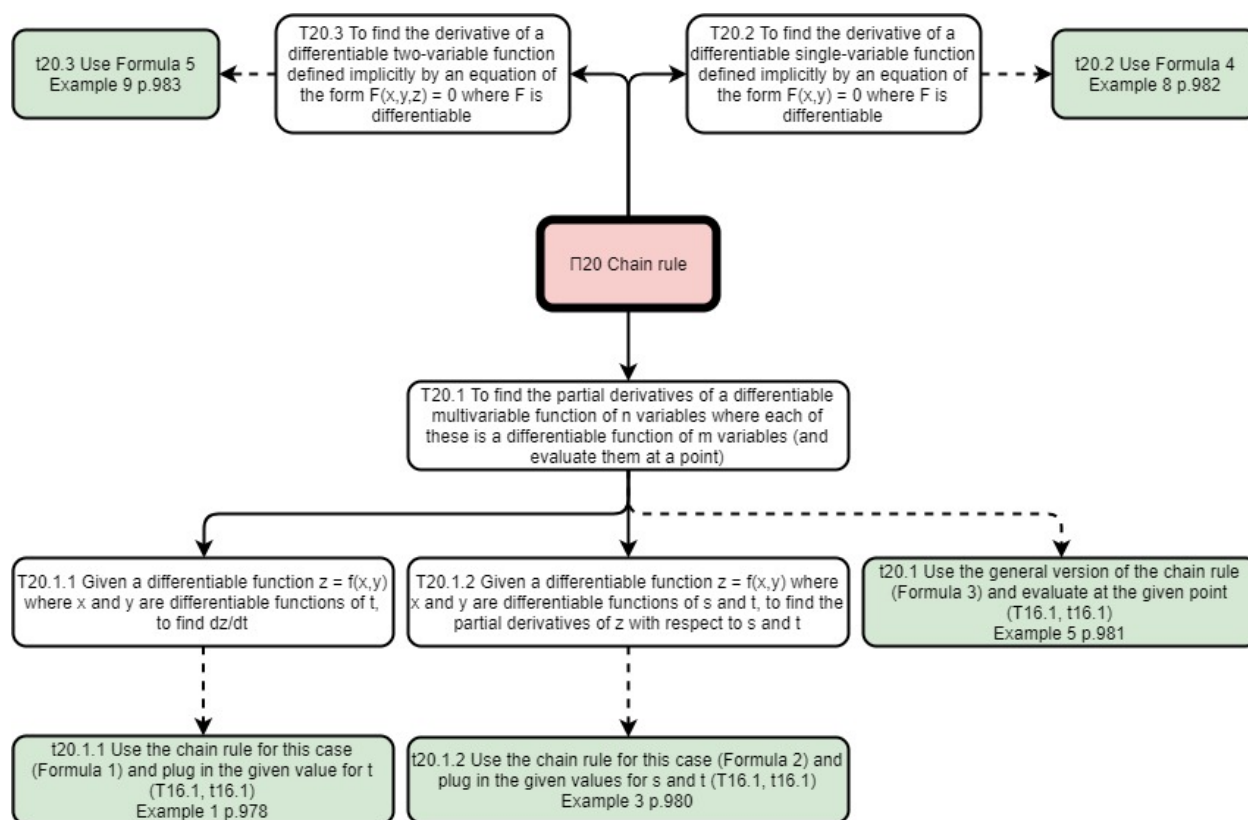 T20.3 To find the derivative of a
differentiable two-variable function
defined implicitly by an equation of
the form F(x,y,z) = 0 where F is
differentiable
T20.2 To find the derivative of a
differentiable single-variable function
defined implicitly by an equation of
the form F(x,y) = 0 where F is
differentiable
t20.3 Use Formula 5
Example 9 p.983
t20.2 Use Formula 4
Example 8 p.982
Π20 Chain rule
T20.1 To find the partial derivatives of a differentiable
multivariable function of n variables where each of
these is a differentiable function of m variables (and
evaluate them at a point)
T20.1.1 Given a differentiable function z = f(x,y)
where x and y are differentiable functions of t,
to find dz/dt
T20.1.2 Given a differentiable function z = f(x,y) where
x and y are differentiable functions of s and t, to find the
partial derivatives of z with respect to s and t
t20.1 Use the general version of the chain rule
(Formula 3) and evaluate at the given point
(T16.1, t16.1)
Example 5 p.981
t20.1.1 Use the chain rule for this case
(Formula 1) and plug in the given value for t
(T16.1, t16.1)
Example 1 p.978
t20.1.2 Use the chain rule for this case (Formula 2) and
plug in the given values for s and t (T16.1, t16.1)
Example 3 p.980